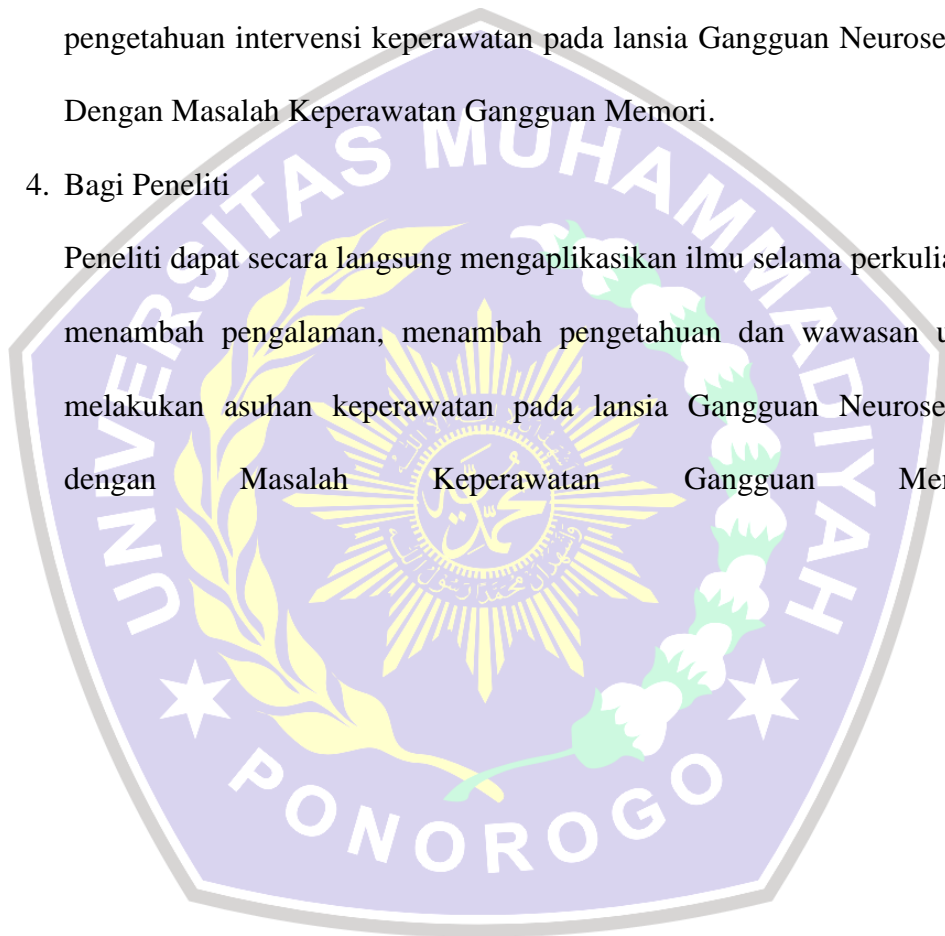 pengetahuan intervensi keperawatan pada lansia Gangguan Neurose
Dengan Masalah Keperawatan Gangguan Memori.
4. Bagi Peneliti
Peneliti dapat secara langsung mengaplikasikan ilmu selama perkulia
menambah pengalaman, menambah pengetahuan dan wawasan u
melakukan asuhan keperawatan pada lansia Gangguan Neurose
dengan Masalah Keperawatan Gangguan Mem
UNIVERSITAS MUHAMMADIYAH
PONOROGO
محمدية